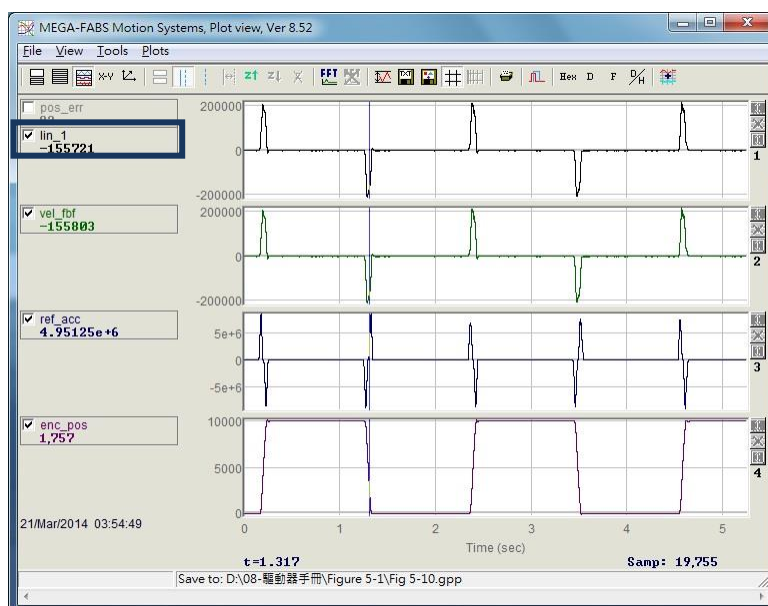 MEGA-FABS Motion Systems, Plot view, Ver 8.52
File View Tools Plots
X-Y FFT Hex D F D/H
pos_err
lin_1
-155721
200000
0
-200000
1
vel_fbf
-155803
200000
0
-200000
2
ref_acc
4.95125e+6
5e+6
0
-5e+6
3
enc_pos
1,757
10000
5000
0
4
21/Mar/2014 03:54:49
0 1 2 3 4 5
Time (sec)
t=1.317 Samp: 19,755
Save to: D:\08-驅動器手冊\Figure 5-1\Fig 5-10.gpp